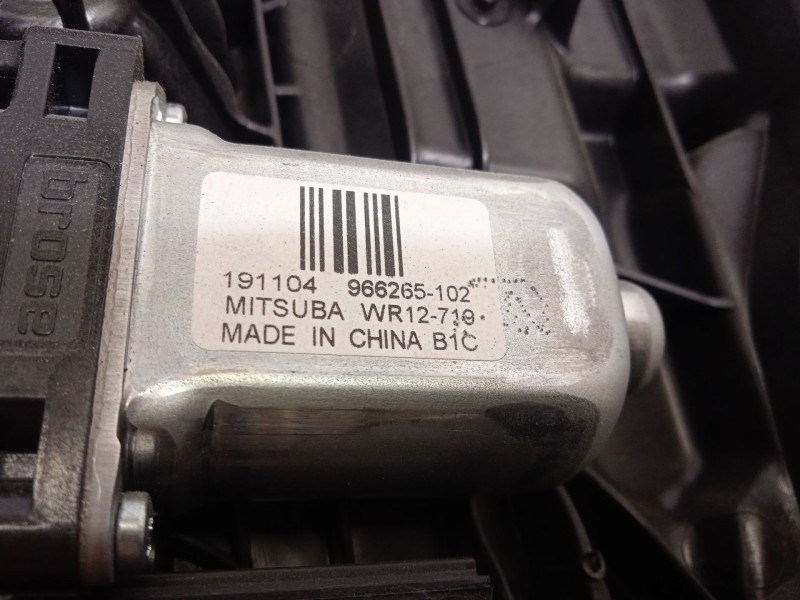 brose
191104 966265-102
MITSUBA WR12-719
MADE IN CHINA B1C